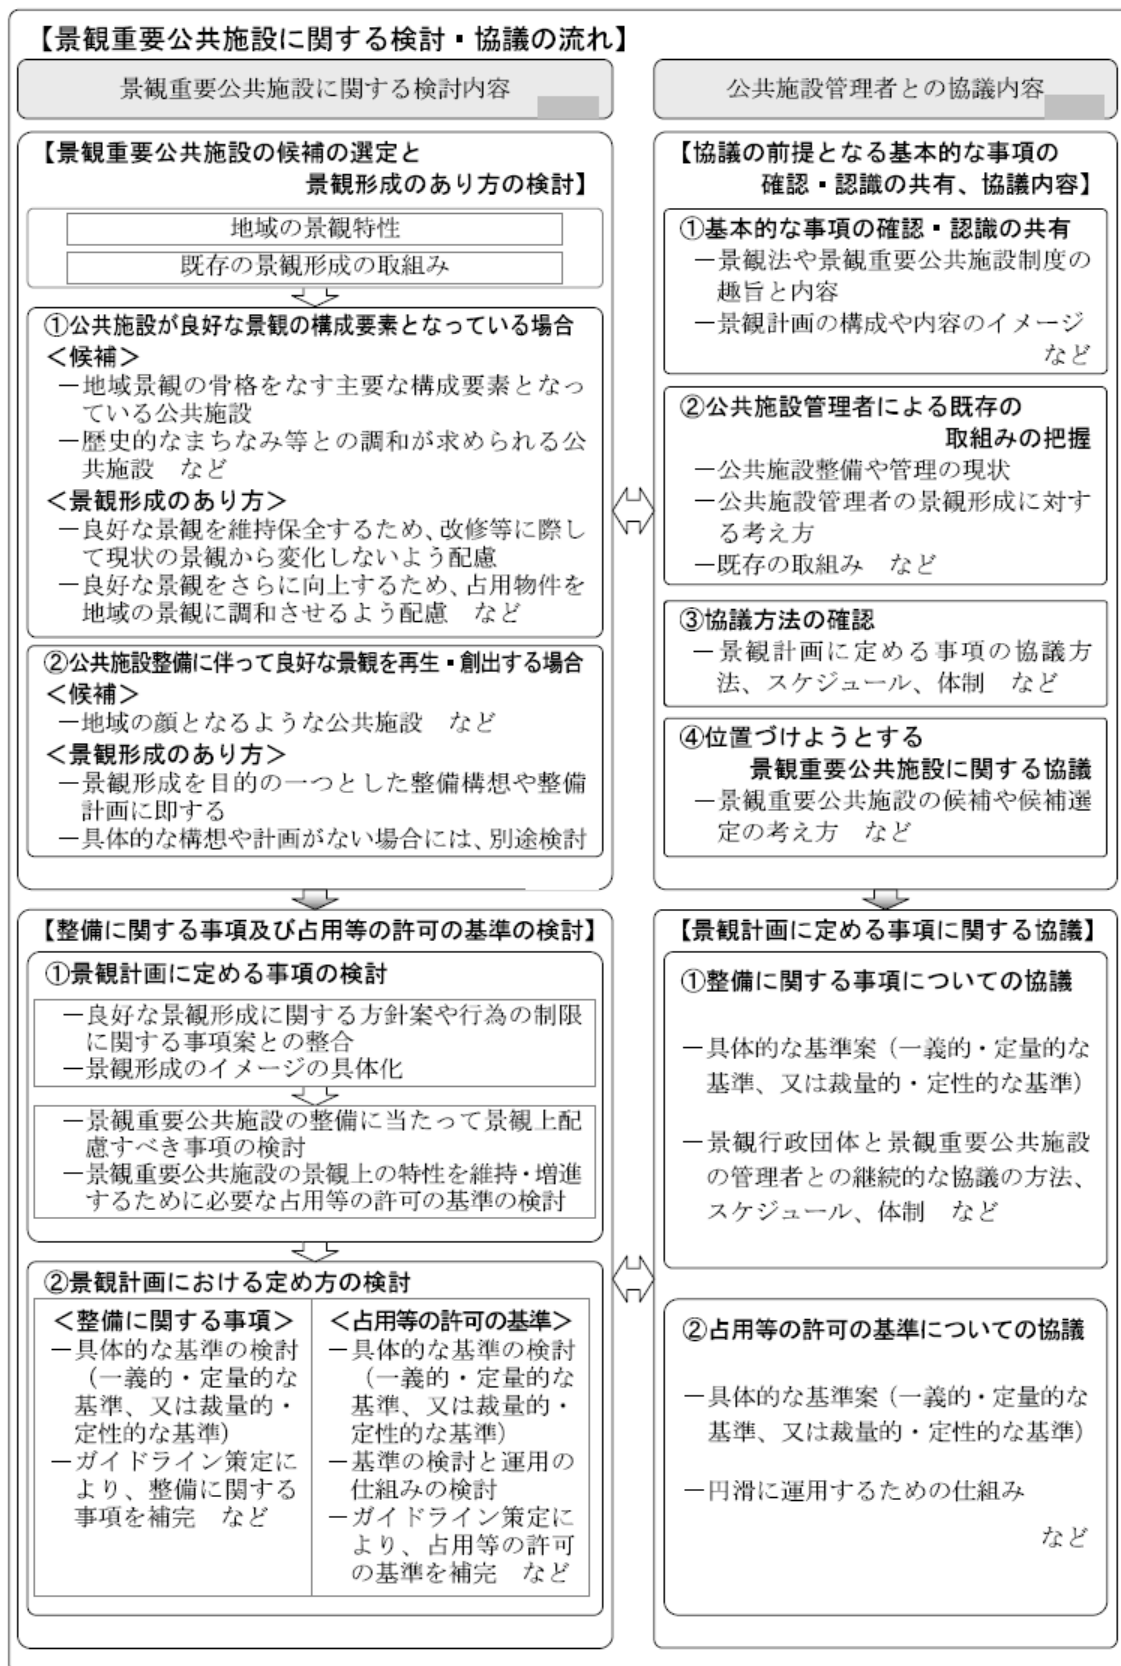 【景観重要公共施設に関する検討・協議の流れ】
景観重要公共施設に関する検討内容
【景観重要公共施設の候補の選定と
景観形成のあり方の検討】
地域の景観特性
既存の景観形成の取組み
①公共施設が良好な景観の構成要素となっている場合
＜候補＞
－地域景観の骨格をなす主要な構成要素となっ
ている公共施設
－歴史的なまちなみ等との調和が求められる公
共施設　など
＜景観形成のあり方＞
－良好な景観を維持保全するため、改修等に際し
て現状の景観から変化しないよう配慮
－良好な景観をさらに向上するため、占用物件を
地域の景観に調和させるよう配慮　など
②公共施設整備に伴って良好な景観を再生・創出する場合
＜候補＞
－地域の顔となるような公共施設　など
＜景観形成のあり方＞
－景観形成を目的の一つとした整備構想や整備
計画に即する
－具体的な構想や計画がない場合には、別途検討
公共施設管理者との協議内容
【協議の前提となる基本的な事項の
確認・認識の共有、協議内容】
①基本的な事項の確認・認識の共有
－景観法や景観重要公共施設制度の
趣旨と内容
－景観計画の構成や内容のイメージ
など
②公共施設管理者による既存の
取組みの把握
－公共施設整備や管理の現状
－公共施設管理者の景観形成に対す
る考え方
－既存の取組み　など
③協議方法の確認
－景観計画に定める事項の協議方
法、スケジュール、体制　など
④位置づけようとする
景観重要公共施設に関する協議
－景観重要公共施設の候補や候補選
定の考え方　など
【整備に関する事項及び占用等の許可の基準の検討】
①景観計画に定める事項の検討
－良好な景観形成に関する方針案や行為の制限
に関する事項案との整合
－景観形成のイメージの具体化
－景観重要公共施設の整備に当たって景観上配
慮すべき事項の検討
－景観重要公共施設の景観上の特性を維持・増進
するために必要な占用等の許可の基準の検討
②景観計画における定め方の検討
＜整備に関する事項＞
－具体的な基準の検討
（一義的・定量的な
基準、又は裁量的・
定性的な基準）
－ガイドライン策定に
より、整備に関する
事項を補完　など
＜占用等の許可の基準＞
－具体的な基準の検討
（一義的・定量的な
基準、又は裁量的・
定性的な基準）
－基準の検討と運用の
仕組みの検討
－ガイドライン策定に
より、占用等の許可
の基準を補完　など
【景観計画に定める事項に関する協議】
①整備に関する事項についての協議
－具体的な基準案（一義的・定量的な
基準、又は裁量的・定性的な基準）
－景観行政団体と景観重要公共施設
の管理者との継続的な協議の方法、
スケジュール、体制　など
②占用等の許可の基準についての協議
－具体的な基準案（一義的・定量的な
基準、又は裁量的・定性的な基準）
－円滑に運用するための仕組み
など